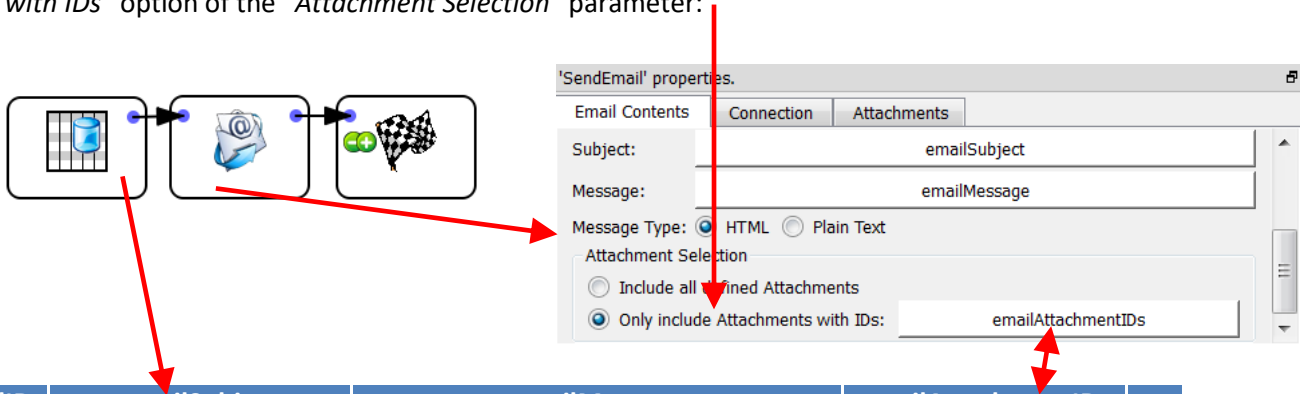 with IDs" option of the "Attachment Selection" parameter:
'SendEmail' properties.
Email Contents Connection Attachments
Subject: emailSubject
Message: emailMessage
Message Type: HTML Plain Text
Attachment Selection
Include all defined Attachments
Only include Attachments with IDs: emailAttachmentIDs